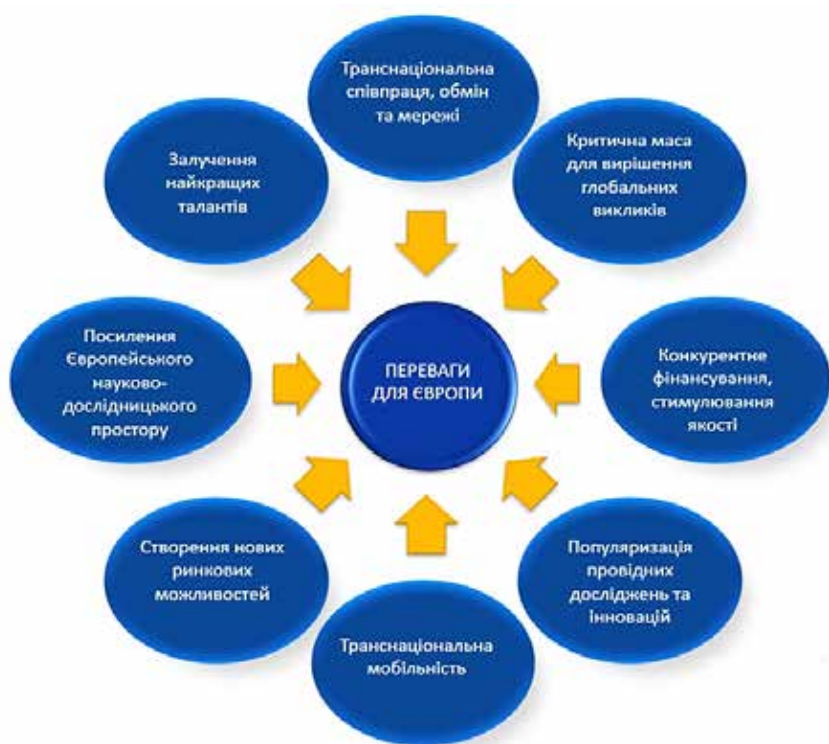 Транснаціональна
співпраця, обмін
та мережі
Критична маса
для вирішення
глобальних
викликів
Конкурентне
фінансування,
стимулювання
якості
Популяризація
провідних
досліджень та
інновацій
Транснаціональна
мобільність
Створення нових
ринкових
можливостей
Посилення
Європейського
науково-
дослідницького
простору
Залучення
найкращих
талантів
ПЕРЕВАГИ
ДЛЯ ЄВРОПИ